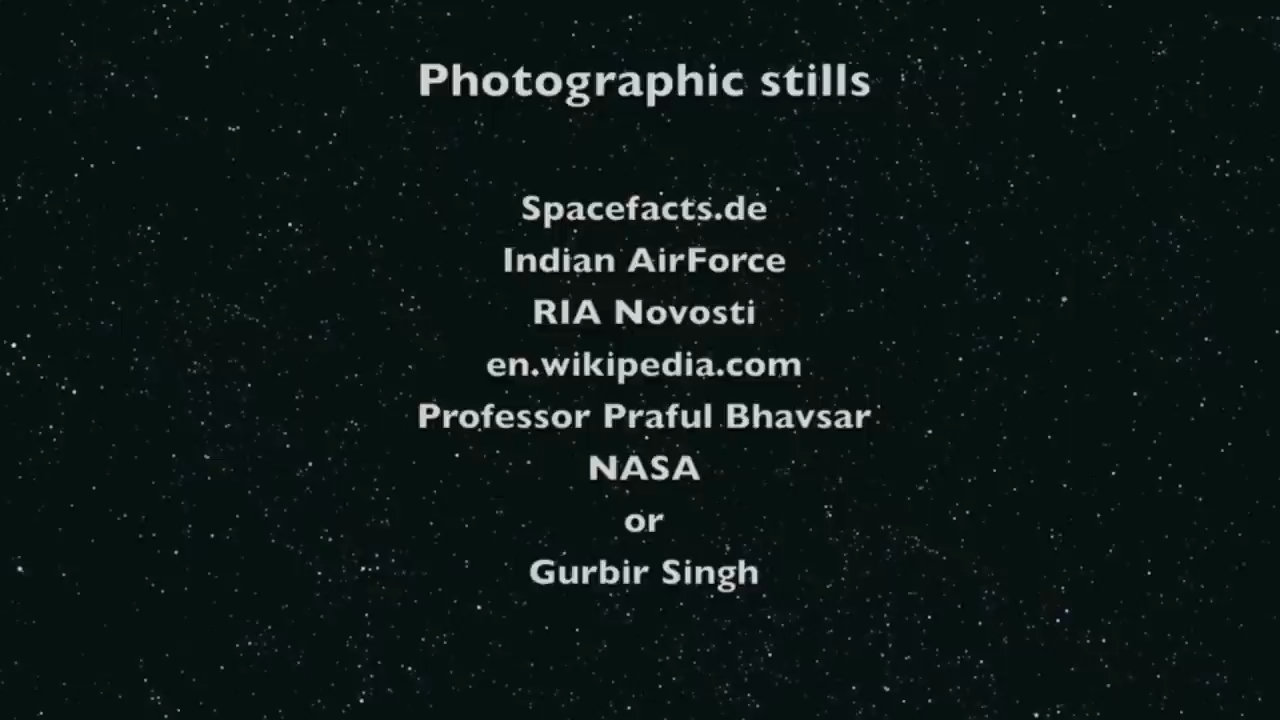 Photographic stills
Spacefacts.de
Indian AirForce
RIA Novosti
en.wikipedia.com
Professor Praful Bhavsar
NASA
or
Gurbir Singh